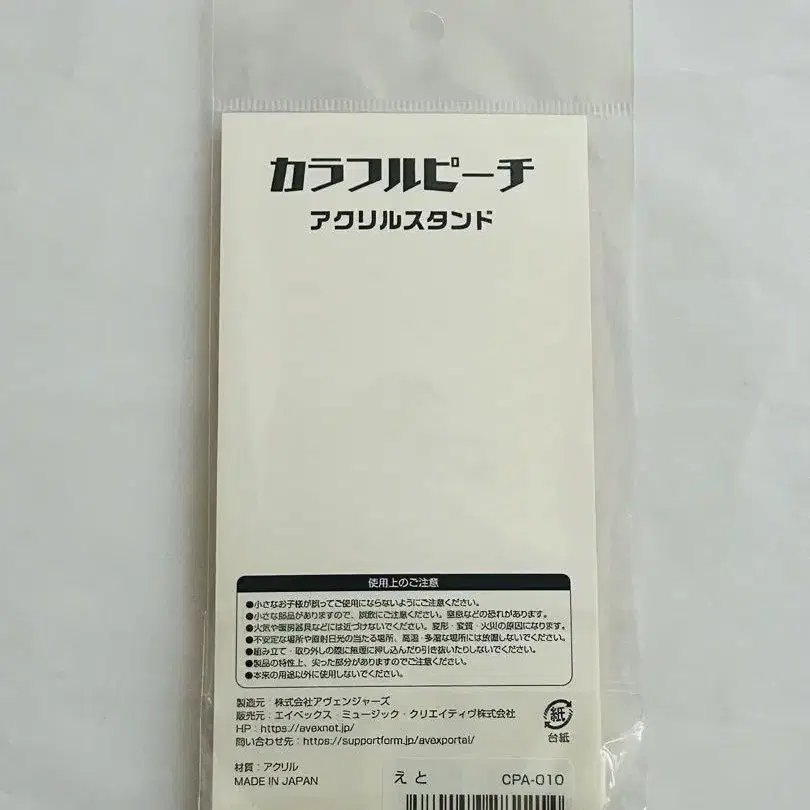 カラフルピーチ
アクリルスタンド
使用上のご注意
●小さなお子様が誤ってご使用にならないようにご注意ください。
●小さな部品がありますので、誤飲にご注意ください。窒息などの恐れがあります。
●火気や暖房器具などには近づけないでください。変形・変質・火災の原因になります。
●不安定な場所や直射日光の当たる場所、高温・多湿な場所には放置しないでください。
●組み立て・取り外しの際に無理に押し込んだり引き抜いたりしないでください。
●製品の特性上、尖った部分がありますのでご注意ください。
●本来の用途以外に使用しないでください。
製造元：株式会社アヴェンジャーズ
販売元：エイベックス・ミュージック・クリエイティヴ株式会社
HP：https://avexnet.jp/
問い合わせ先：https://supportform.jp/avexportal/
紙
台紙
材質：アクリル
MADE IN JAPAN
えと CPA-010